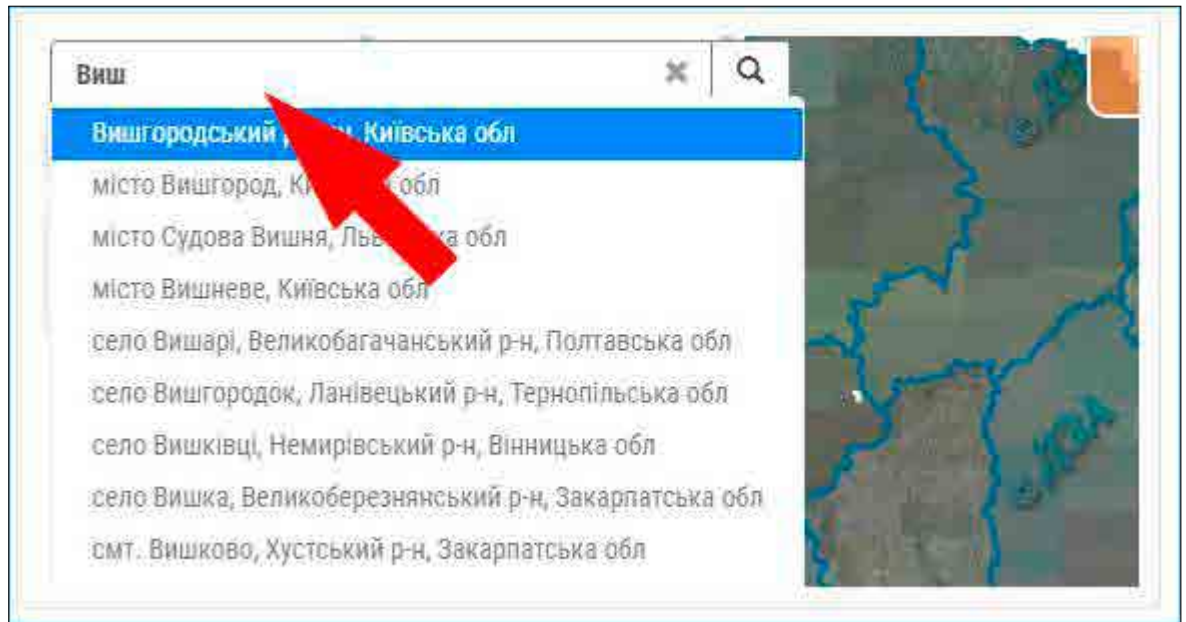 Виш
Вишгородський Київська обл
місто Вишгород, обл
місто Судова Вишня, обл
місто Вишневе, Київська обл
село Вишарі, Великобагачанський р-н, Полтавська обл
село Вишгородок, Ланівецький р-н, Тернопільська обл
село Вишківці, Немирівський р-н, Вінницька обл
село Вишка, Великоберезнянський р-н, Закарпатська обл
смт. Вишково, Хустський р-н, Закарпатська обл